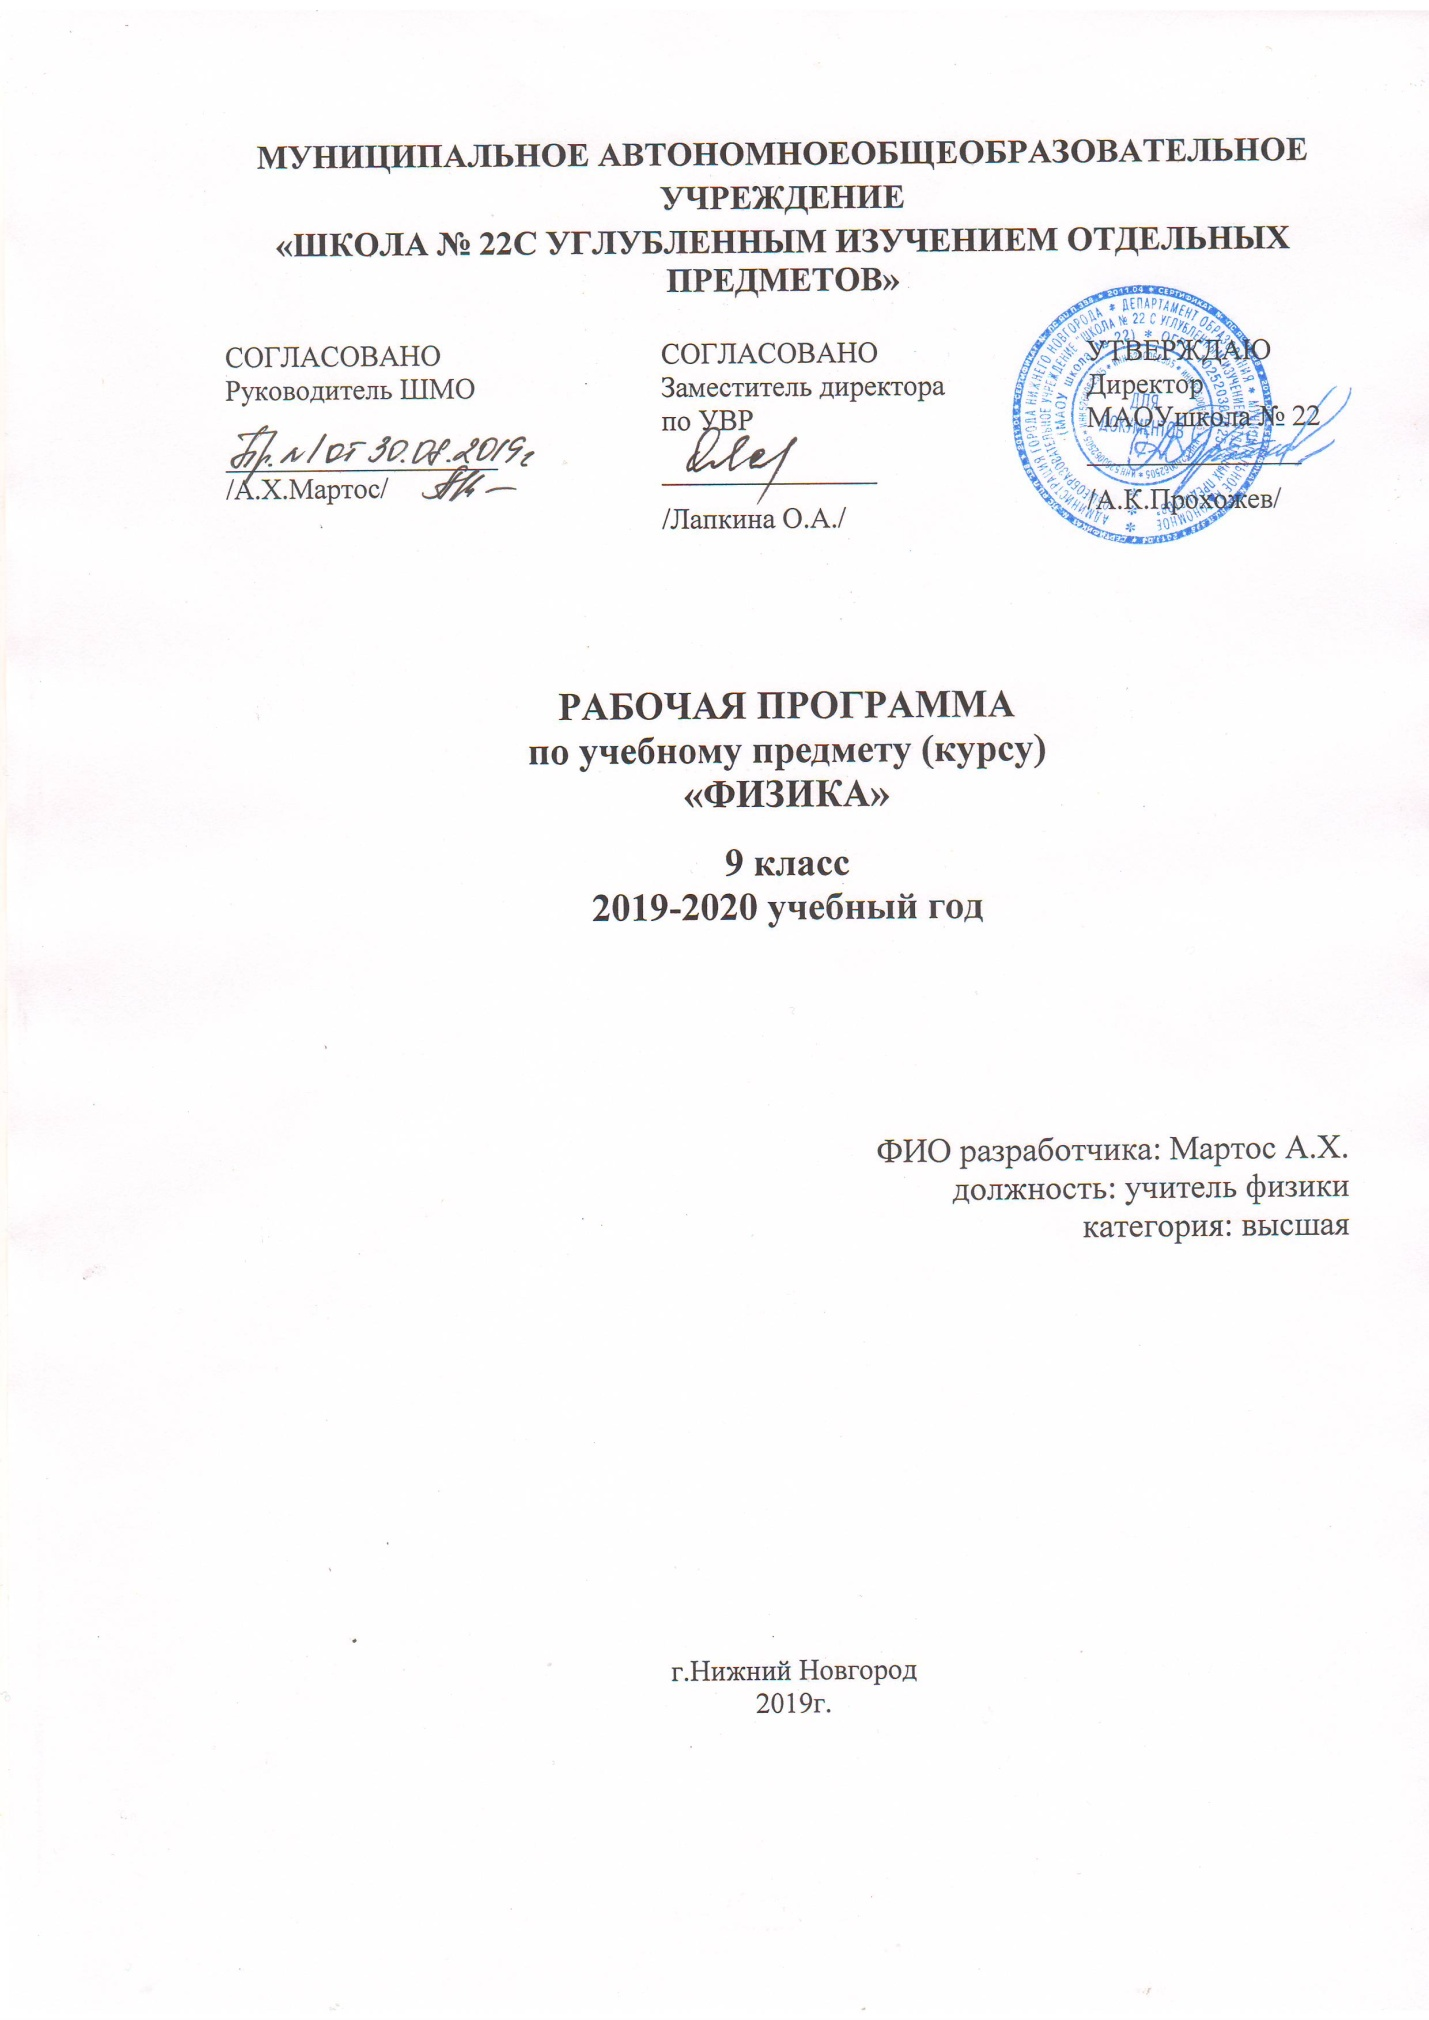 МУНИЦИПАЛЬНОЕ АВТОНОМНОЕОБЩЕОБРАЗОВАТЕЛЬНОЕ
УЧРЕЖДЕНИЕ
«ШКОЛА № 22С УГЛУБЛЕННЫМ ИЗУЧЕНИЕМ ОТДЕЛЬНЫХ
ПРЕДМЕТОВ»
СОГЛАСОВАНО
Руководитель ШМО
Пр. №1 от 30.08.2019г
/А.Х.Мартос/
СОГЛАСОВАНО
Заместитель директора
по УВР
/Лапкина О.А./
УТВЕРЖДАЮ
Директор
МАОУшкола № 22
/А.К.Прохожев/
ДЛЯ
ДОКУМЕНТОВ
РАБОЧАЯ ПРОГРАММА
по учебному предмету (курсу)
«ФИЗИКА»
9 класс
2019-2020 учебный год
ФИО разработчика: Мартос А.Х.
должность: учитель физики
категория: высшая
г.Нижний Новгород
2019г.